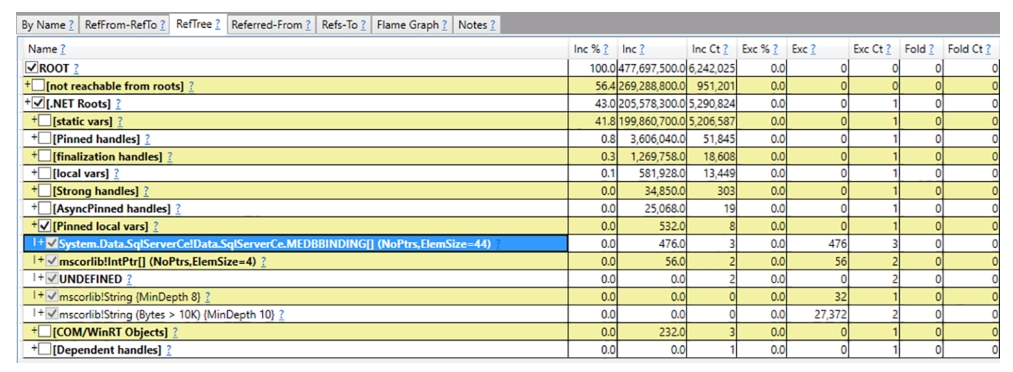 By Name ? RefFrom-RefTo ? RefTree ? Referred-From ? Refs-To ? Flame Graph ? Notes ?
Name ? Inc % ? Inc ? Inc Ct ? Exc % ? Exc ? Exc Ct ? Fold ? Fold Ct ?
ROOT ? 100.0 477,697,500.0 6,242,025 0.0 0 0 0 0
+ [not reachable from roots] ? 56.4 269,288,800.0 951,201 0.0 0 0 0 0
+ [.NET Roots] ? 43.0 205,578,300.0 5,290,824 0.0 0 1 0 0
+ [static vars] ? 41.8 199,860,700.0 5,206,587 0.0 0 1 0 0
+ [Pinned handles] ? 0.8 3,606,040.0 51,845 0.0 0 1 0 0
+ [finalization handles] ? 0.3 1,269,758.0 18,608 0.0 0 1 0 0
+ [local vars] ? 0.1 581,928.0 13,449 0.0 0 1 0 0
+ [Strong handles] ? 0.0 34,850.0 303 0.0 0 1 0 0
+ [AsyncPinned handles] ? 0.0 25,068.0 19 0.0 0 1 0 0
+ [Pinned local vars] ? 0.0 532.0 8 0.0 0 1 0 0
|+ System.Data.SqlServerCe!Data.SqlServerCe.MEDBBINDING[] (NoPtrs,ElemSize=44) ? 0.0 476.0 3 0.0 476 3 0 0
|+ mscorlib!IntPtr[] (NoPtrs,ElemSize=4) ? 0.0 56.0 2 0.0 56 2 0 0
|+ UNDEFINED ? 0.0 0.0 2 0.0 0 2 0 0
|+ mscorlib!String {MinDepth 8} ? 0.0 0.0 0 0.0 32 1 0 0
|+ mscorlib!String (Bytes > 10K) {MinDepth 10} ? 0.0 0.0 0 0.0 27,372 2 0 0
+ [COM/WinRT Objects] ? 0.0 232.0 3 0.0 0 1 0 0
+ [Dependent handles] ? 0.0 0.0 1 0.0 0 1 0 0